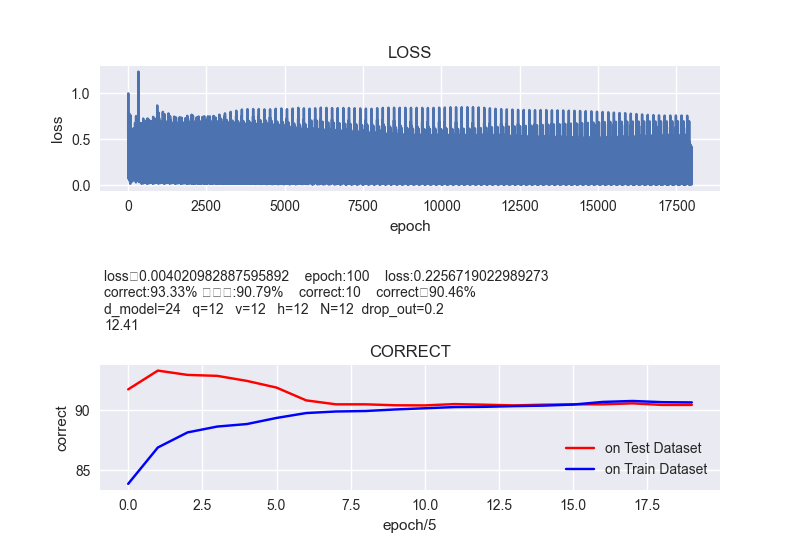 LOSS
1.0
0.5
0.0
loss
0 2500 5000 7500 10000 12500 15000 17500
epoch
loss▯0.004020982887595892 epoch:100 loss:0.2256719022989273
correct:93.33% ▯▯▯:90.79% correct:10 correct▯90.46%
d_model=24 q=12 v=12 h=12 N=12 drop_out=0.2
12.41
CORRECT
90
85
correct
on Test Dataset
on Train Dataset
0.0 2.5 5.0 7.5 10.0 12.5 15.0 17.5
epoch/5